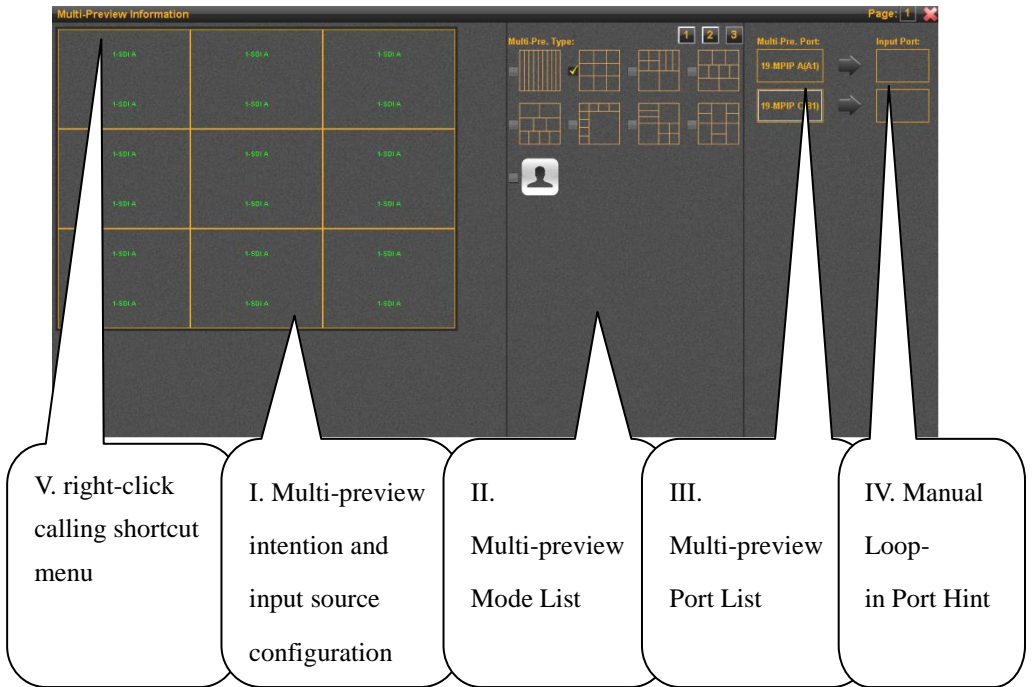 Multi-Preview Information
Page: 1
1-SDI A 1-SDI A 1-SDI A
1-SDI A 1-SDI A 1-SDI A
1-SDI A 1-SDI A 1-SDI A
1-SDI A 1-SDI A 1-SDI A
1-SDI A 1-SDI A 1-SDI A
1-SDI A 1-SDI A 1-SDI A
Multi-Pre. Type:
1 2 3
Multi-Pre. Port:
Input Port:
19-MPIP A(A1)
19-MPIP
V. right-click
calling shortcut
menu
I. Multi-preview
intention and
input source
configuration
II.
Multi-preview
Mode List
III.
Multi-preview
Port List
IV. Manual
Loop-
in Port Hint